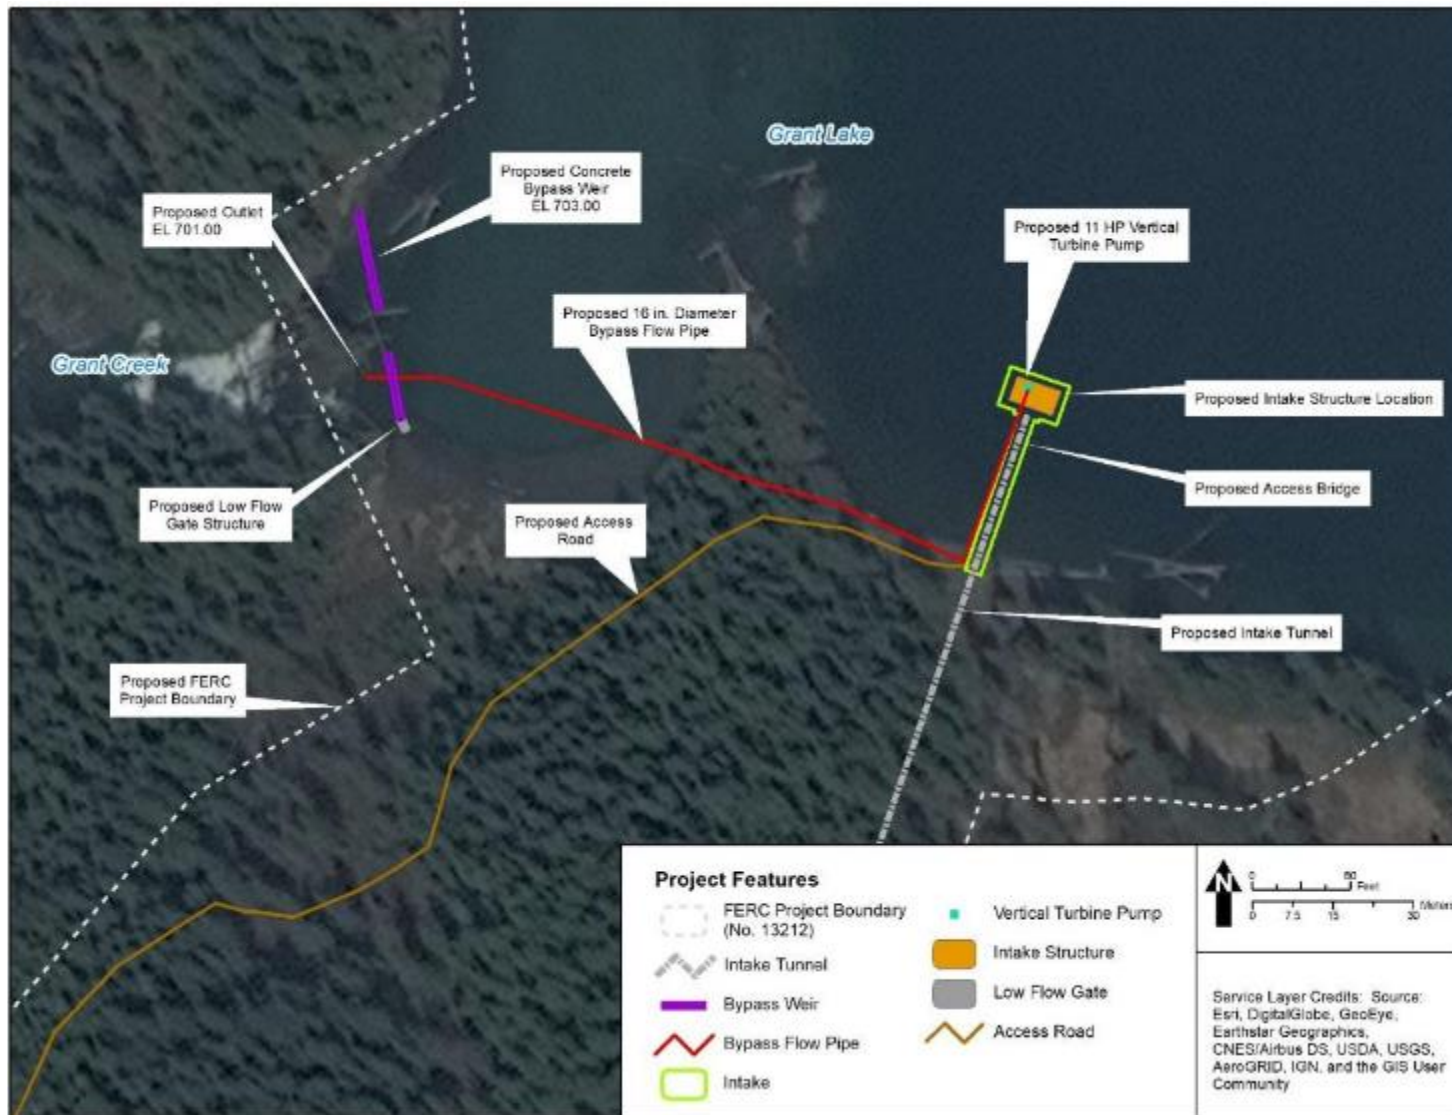 Grant Lake
Proposed Concrete
Bypass Weir
EL 703.00
Proposed Outlet
EL 701.00
Proposed 11 HP Vertical
Turbine Pump
Proposed 16 in. Diameter
Bypass Flow Pipe
Grant Creek
Proposed Intake Structure Location
Proposed Access Bridge
Proposed Low Flow
Gate Structure
Proposed Access
Road
Proposed Intake Tunnel
Proposed FERC
Project Boundary
Project Features
FERC Project Boundary
(No. 13212)
Intake Tunnel
Bypass Weir
Bypass Flow Pipe
Intake
Vertical Turbine Pump
Intake Structure
Low Flow Gate
Access Road
N
0
Feet
0 7.5 15 30
Meters
Service Layer Credits: Source:
Esri, DigitalGlobe, GeoEye,
Earthstar Geographics,
CNES/Airbus DS, USDA, USGS,
AeroGRID, IGN, and the GIS User
Community